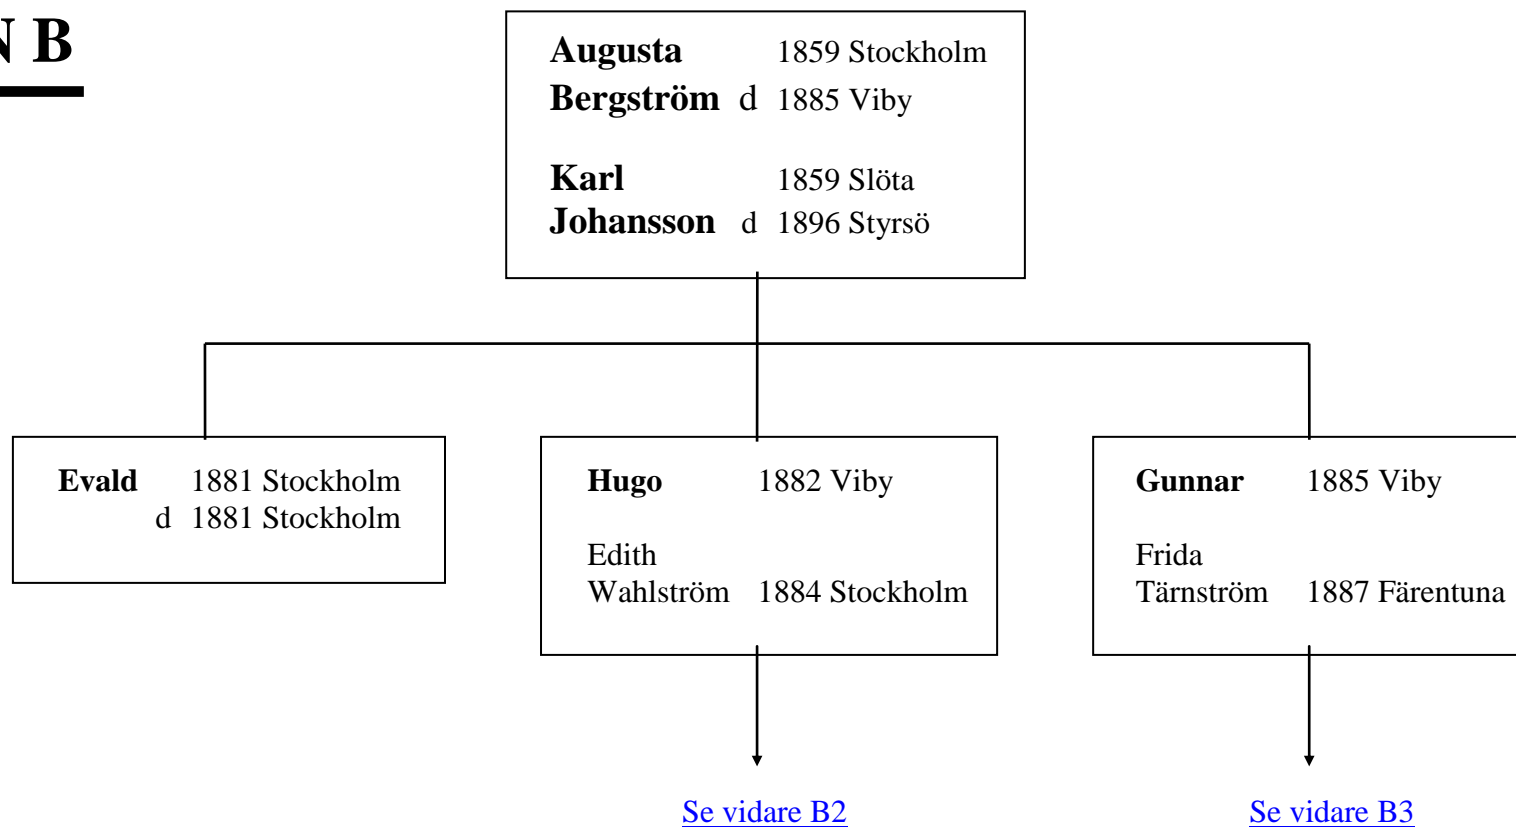 N B
Augusta 1859 Stockholm
Bergström d 1885 Viby
Karl 1859 Slöta
Johansson d 1896 Styrsö
Evald 1881 Stockholm
d 1881 Stockholm
Hugo 1882 Viby
Edith
Wahlström 1884 Stockholm
Gunnar 1885 Viby
Frida
Tärnström 1887 Färentuna
Se vidare B2
Se vidare B3